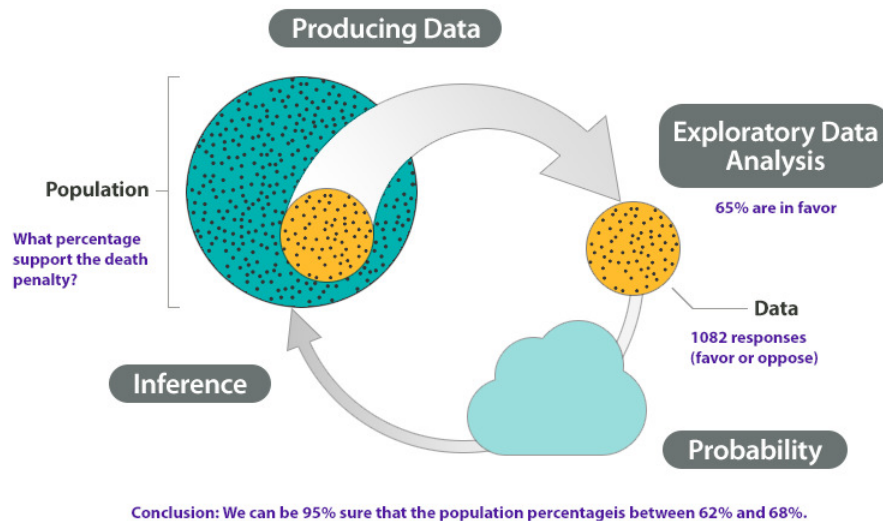 Producing Data
Exploratory Data
Analysis
65% are in favor
Population
What percentage
support the death
penalty?
Data
1082 responses
(favor or oppose)
Inference
Probability
Conclusion: We can be 95% sure that the population percentageis between 62% and 68%.